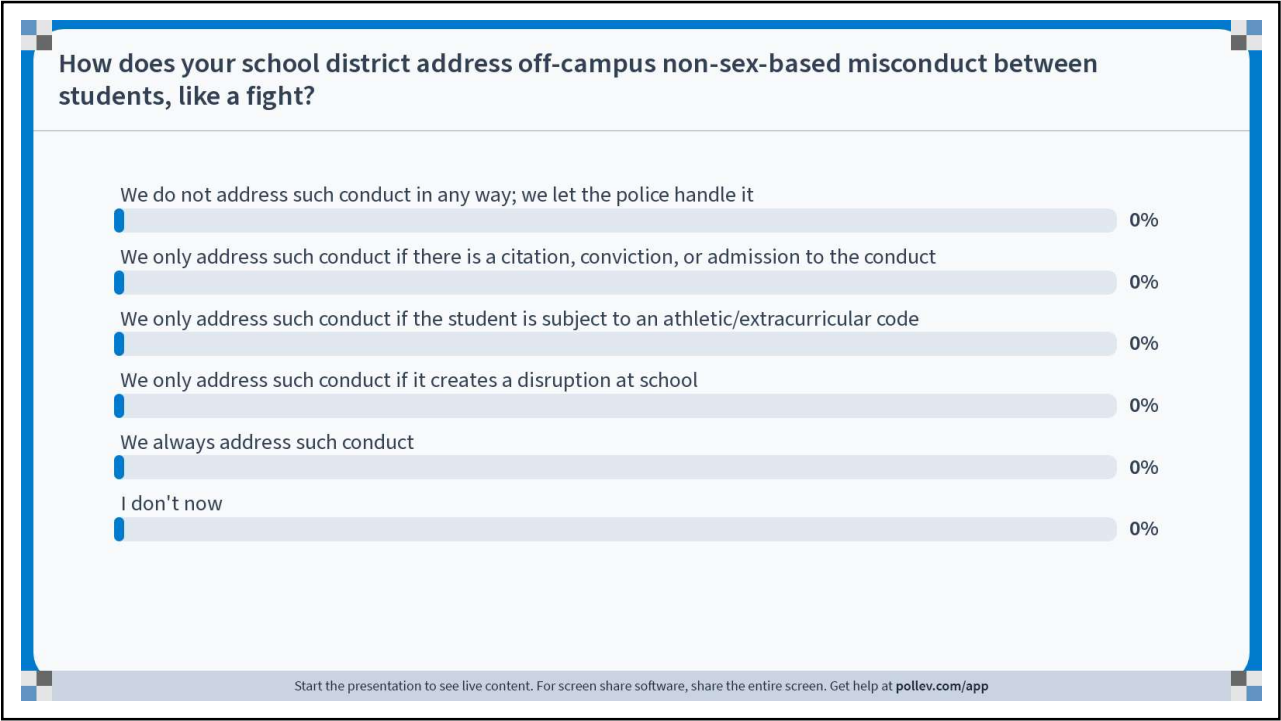 How does your school district address off-campus non-sex-based misconduct between
students, like a fight?
We do not address such conduct in any way; we let the police handle it
0%
We only address such conduct if there is a citation, conviction, or admission to the conduct
0%
We only address such conduct if the student is subject to an athletic/extracurricular code
0%
We only address such conduct if it creates a disruption at school
0%
We always address such conduct
0%
I don't now
0%
Start the presentation to see live content. For screen share software, share the entire screen. Get help at pollev.com/app